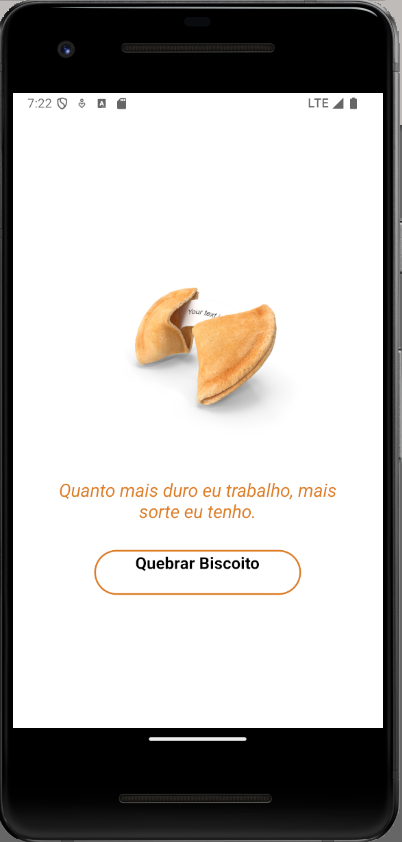 7:22
LTE
Your text
Quanto mais duro eu trabalho, mais
sorte eu tenho.
Quebrar Biscoito